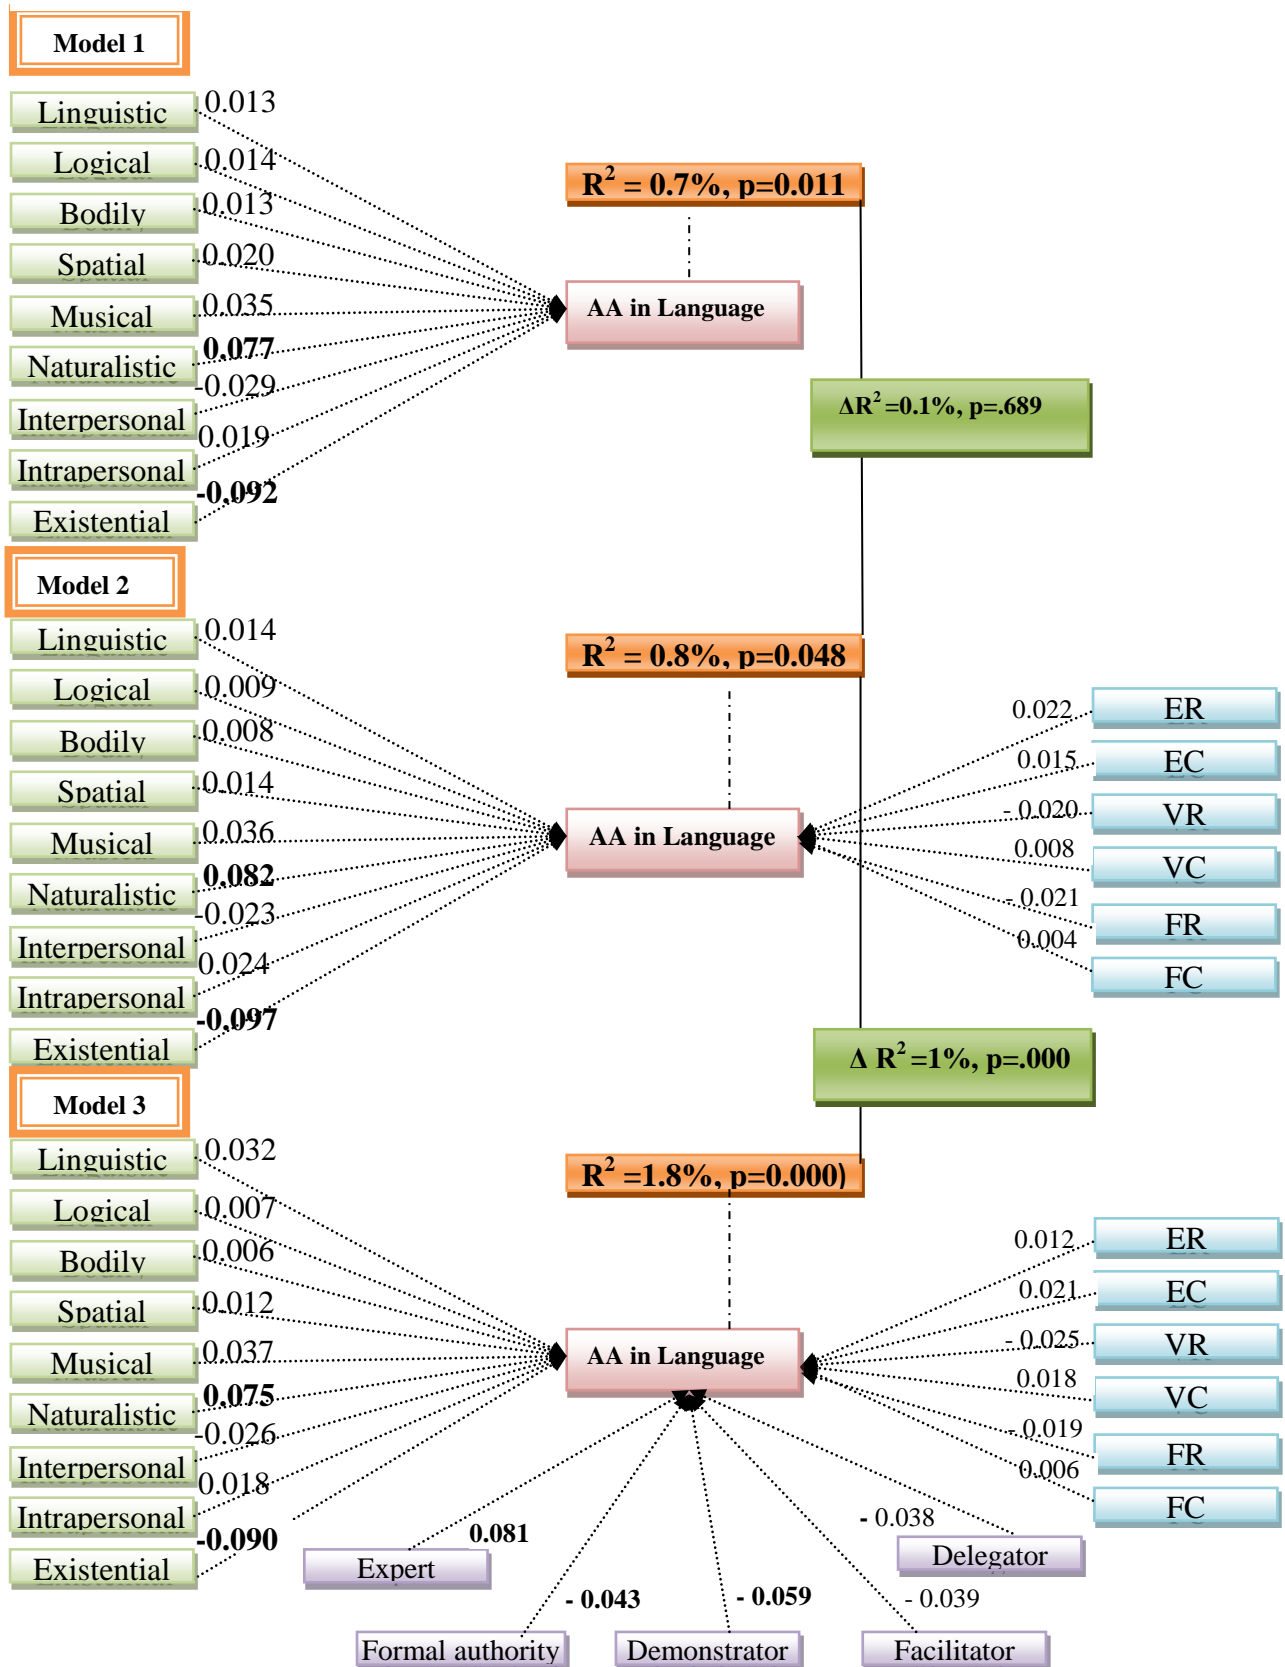 Model 1
Linguistic 0.013
Logical 0.014
R² = 0.7%, p=0.011
Bodily 0.013
Spatial 0.020
Musical 0.035
AA in Language
Naturalistic 0.077
Interpersonal -0.029
ΔR² =0.1%, p=.689
Intrapersonal 0.019
Existential -0.092
Model 2
Linguistic 0.014
R² = 0.8%, p=0.048
Logical 0.009
Bodily 0.008
Spatial 0.014
Musical 0.036
AA in Language
Naturalistic 0.082
Interpersonal -0.023
Intrapersonal 0.024
Existential -0.097
0.022 ER
0.015 EC
- 0.020 VR
0.008 VC
- 0.021 FR
0.004 FC
Δ R² =1%, p=.000
Model 3
Linguistic 0.032
R² =1.8%, p=0.000)
Logical 0.007
Bodily 0.006
Spatial 0.012
Musical 0.037
AA in Language
Naturalistic 0.075
Interpersonal -0.026
Intrapersonal 0.018
Existential -0.090
0.012 ER
0.021 EC
- 0.025 VR
0.018 VC
- 0.019 FR
0.006 FC
Expert 0.081
- 0.038 Delegator
- 0.043 - 0.059 - 0.039
Formal authority Demonstrator Facilitator